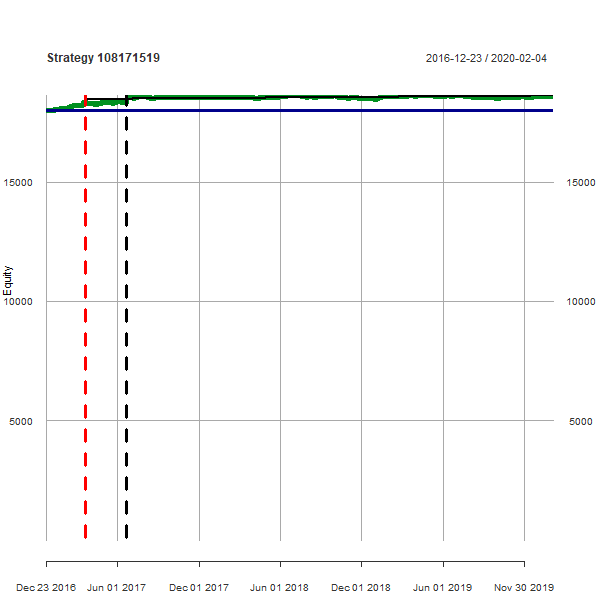 Strategy 108171519
2016-12-23 / 2020-02-04
15000 15000
Equity
10000 10000
5000 5000
Dec 23 2016 Jun 01 2017 Dec 01 2017 Jun 01 2018 Dec 01 2018 Jun 01 2019 Nov 30 2019